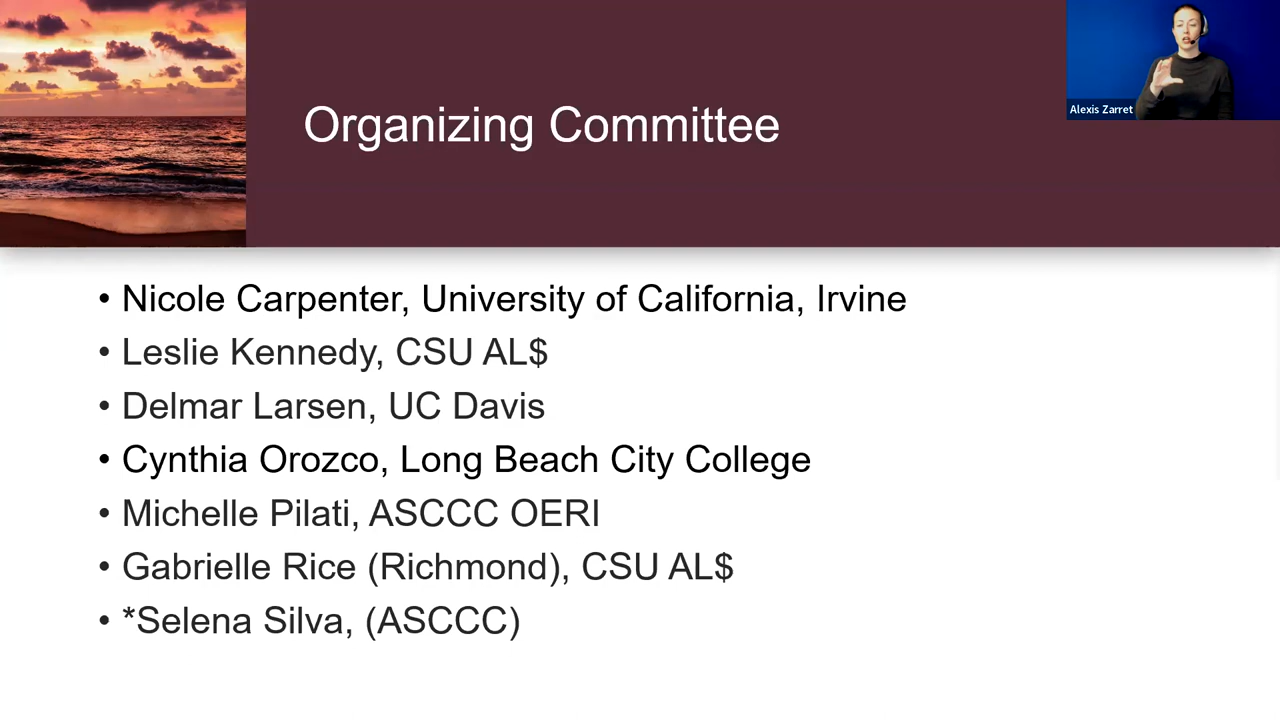 Organizing Committee
Alexis Zarret
• Nicole Carpenter, University of California, Irvine
• Leslie Kennedy, CSU AL$
• Delmar Larsen, UC Davis
• Cynthia Orozco, Long Beach City College
• Michelle Pilati, ASCCC OERI
• Gabrielle Rice (Richmond), CSU AL$
• *Selena Silva, (ASCCC)